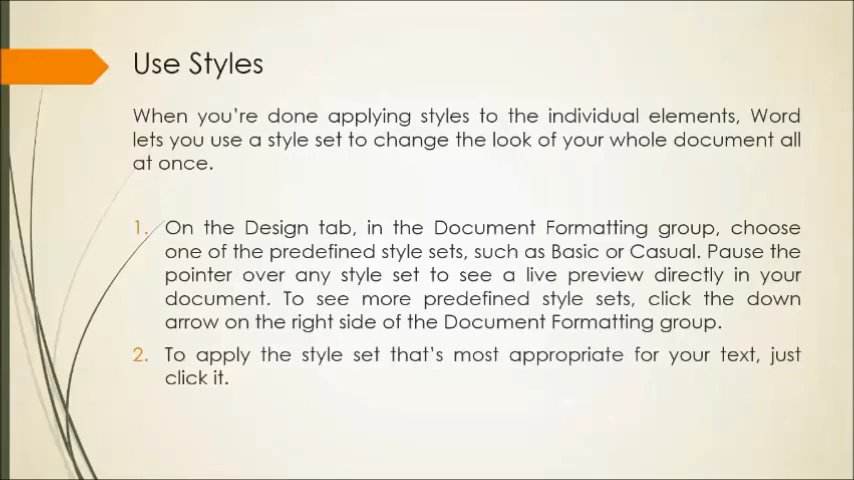 Use Styles
When you're done applying styles to the individual elements, Word
lets you use a style set to change the look of your whole document all
at once.
1. On the Design tab, in the Document Formatting group, choose
one of the predefined style sets, such as Basic or Casual. Pause the
pointer over any style set to see a live preview directly in your
document. To see more predefined style sets, click the down
arrow on the right side of the Document Formatting group.
2. To apply the style set that's most appropriate for your text, just
click it.